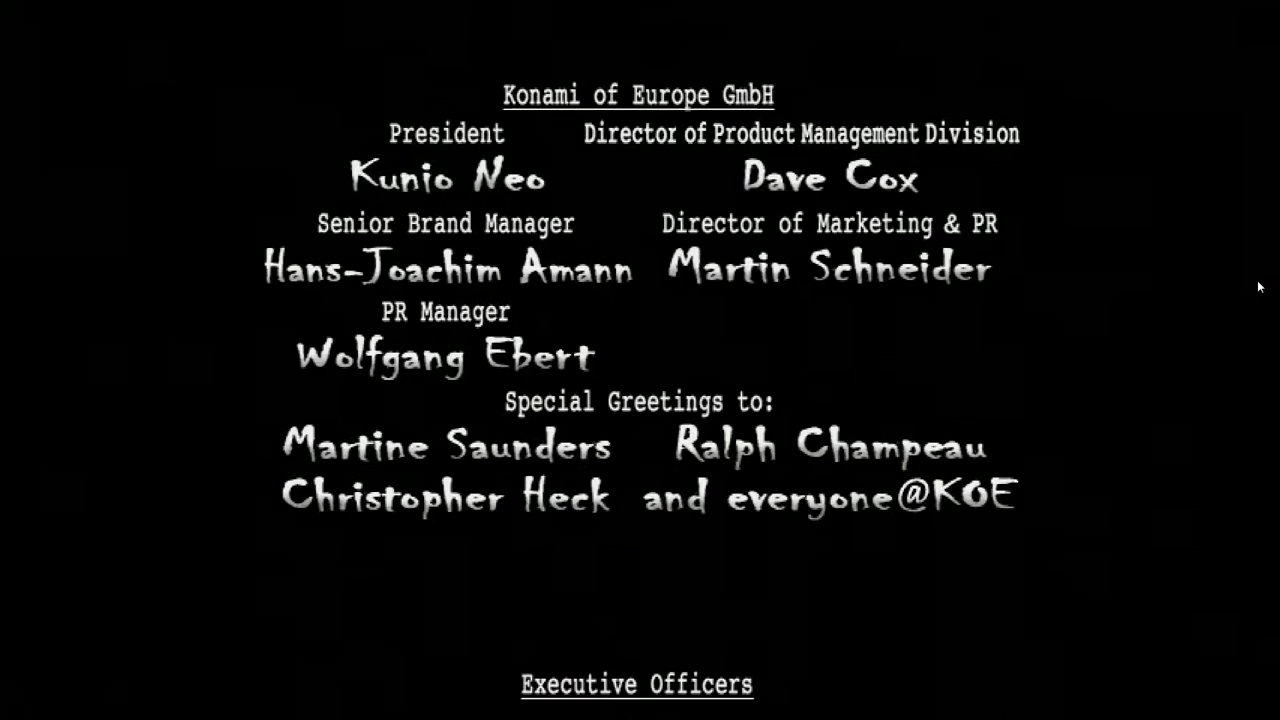 Konami of Europe GmbH
President Director of Product Management Division
Kunio Neo Dave Cox
Senior Brand Manager Director of Marketing & PR
Hans-Joachim Amann Martin Schneider
PR Manager
Wolfgang Ebert
Special Greetings to:
Martine Saunders Ralph Champeau
Christopher Heck and everyone@KOE
Executive Officers